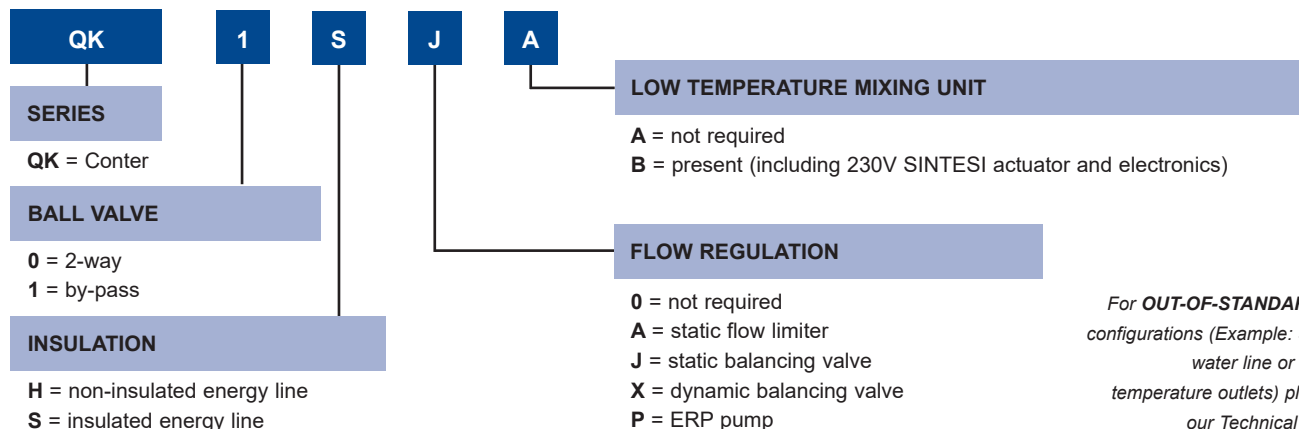 QK 1 S J A
SERIES
QK = Conter
BALL VALVE
0 = 2-way
1 = by-pass
INSULATION
H = non-insulated energy line
S = insulated energy line
LOW TEMPERATURE MIXING UNIT
A = not required
B = present (including 230V SINTESI actuator and electronics)
FLOW REGULATION
0 = not required
A = static flow limiter
J = static balancing valve
X = dynamic balancing valve
P = ERP pump
For
configurations (Example:
water line or
temperature outlets)
our Technical